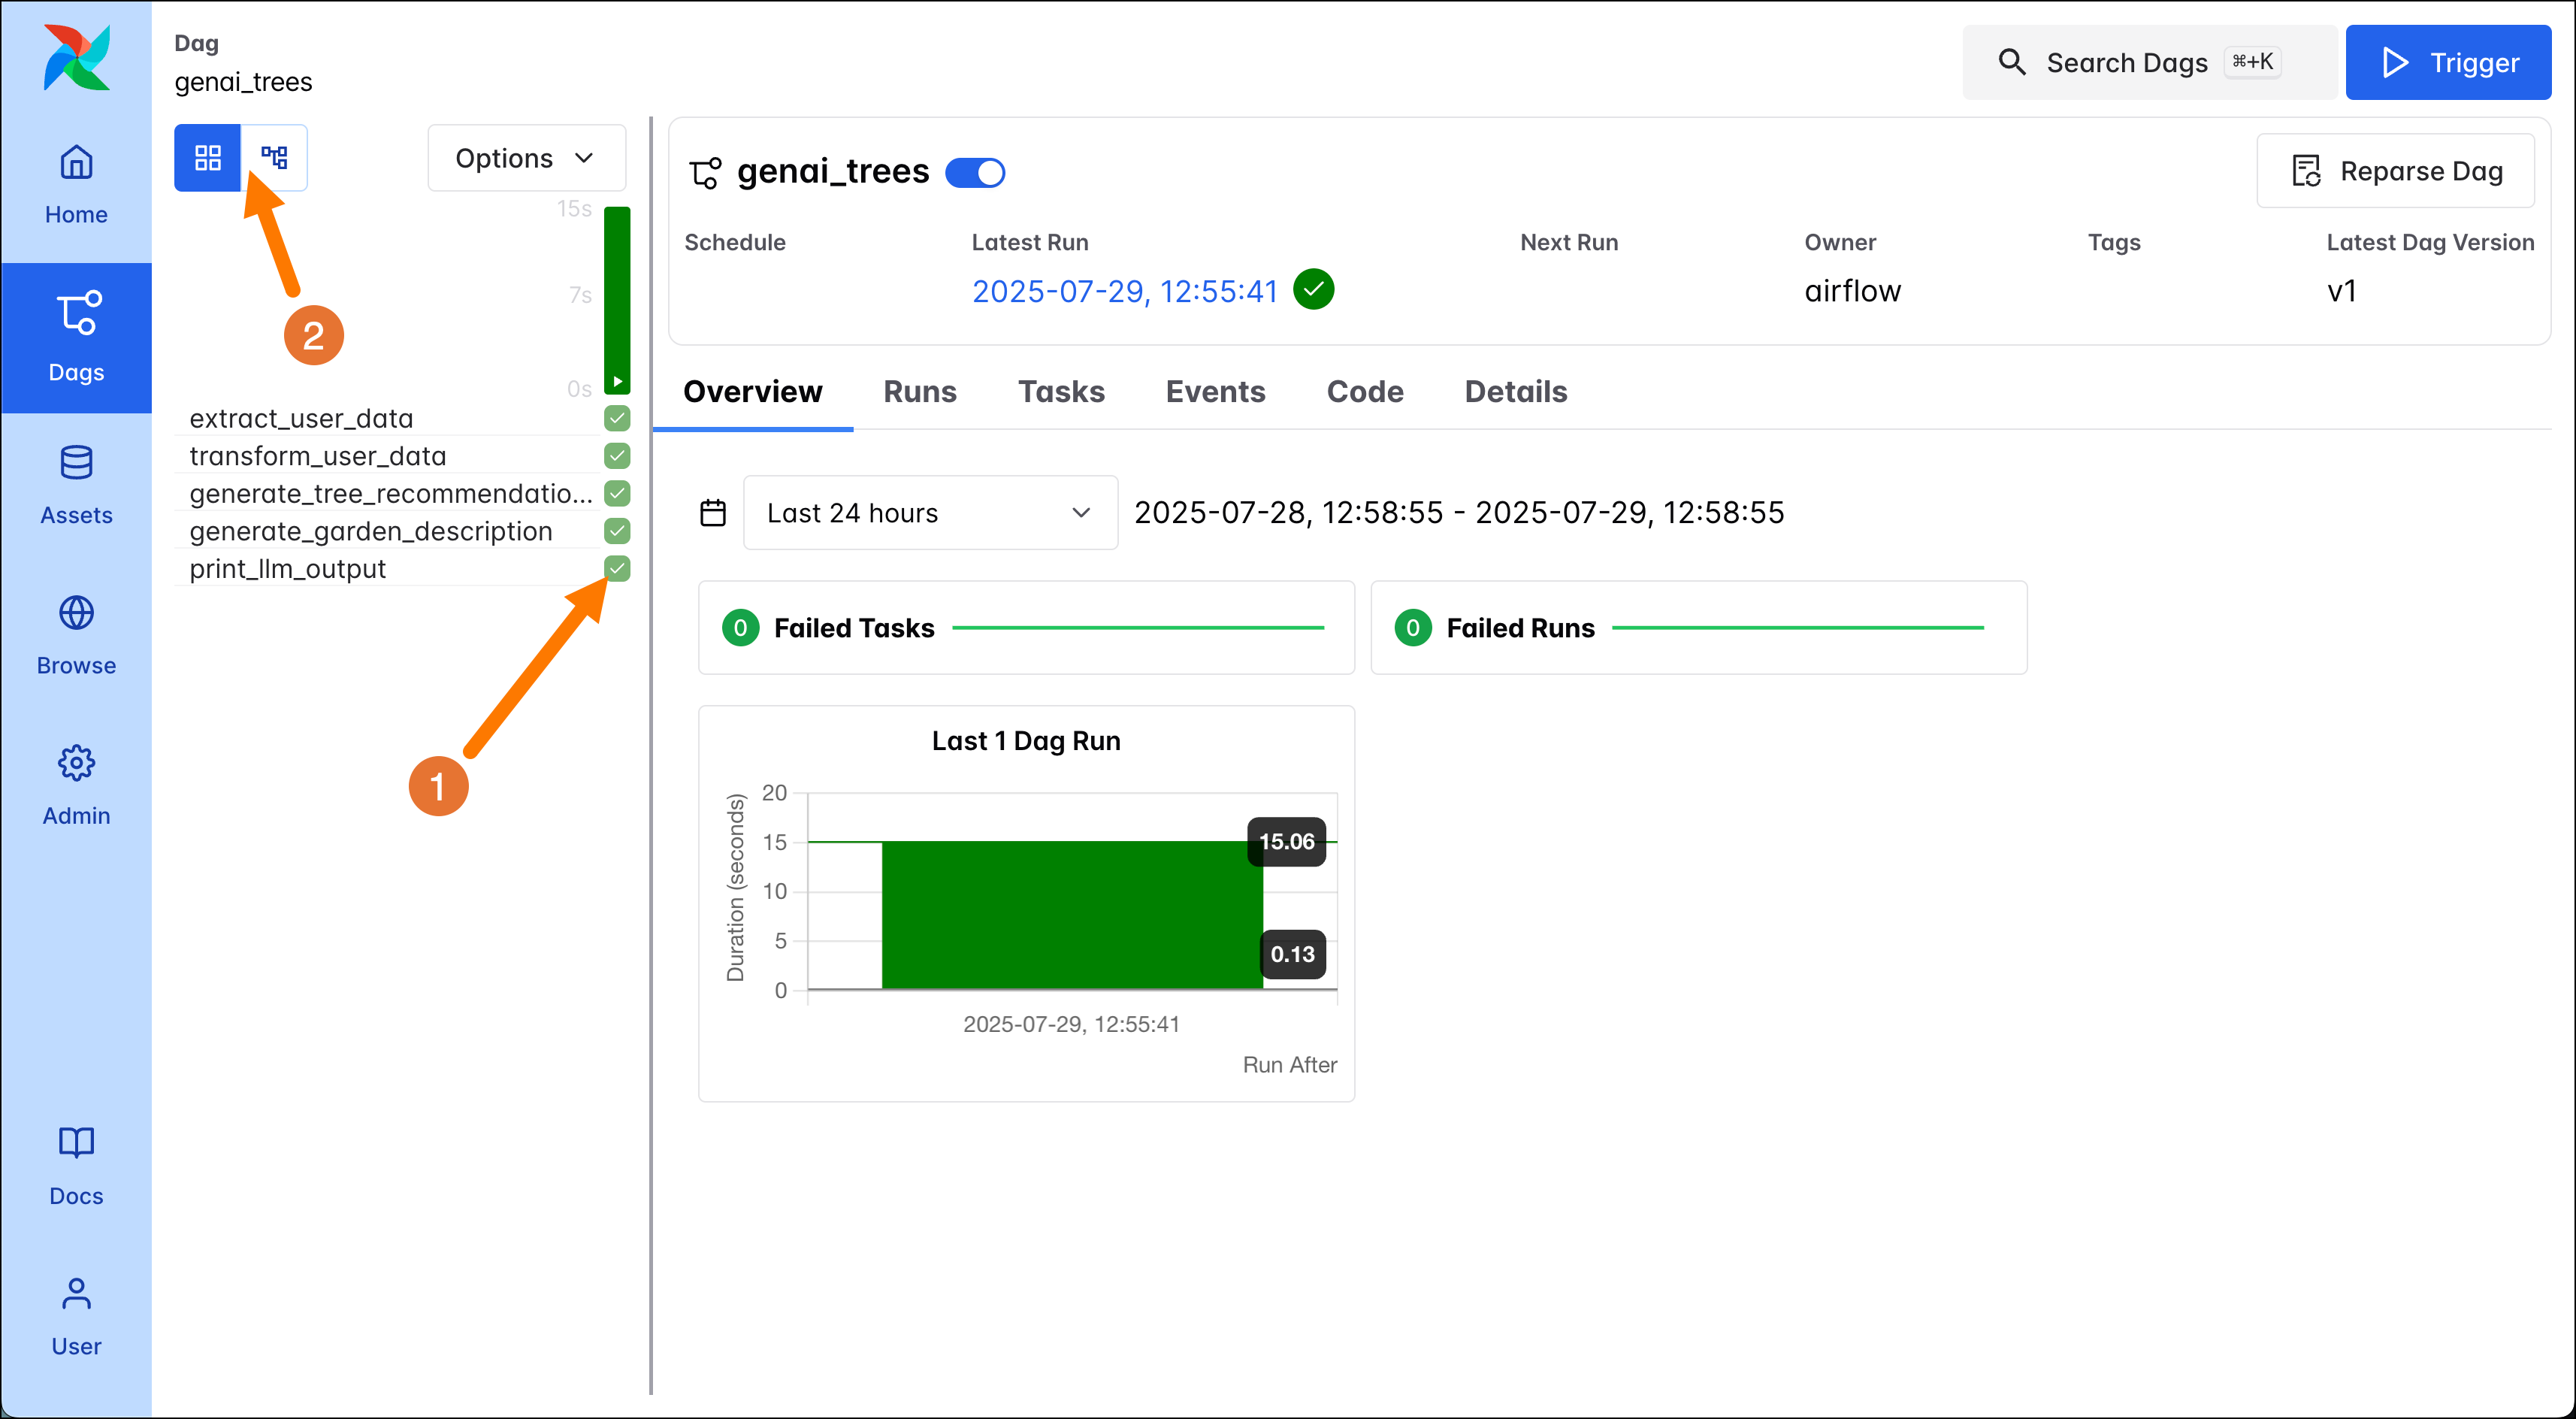 Dag
genai_trees
Search Dags ⌘+K
Trigger
Home
Dags
Assets
Browse
Admin
Docs
User
Options
15s
7s
0s
2
extract_user_data
transform_user_data
generate_tree_recommendatio...
generate_garden_description
print_llm_output
1
genai_trees
Reparse Dag
Schedule
Latest Run
Next Run
Owner
Tags
Latest Dag Version
2025-07-29, 12:55:41
airflow
v1
Overview
Runs
Tasks
Events
Code
Details
Last 24 hours
2025-07-28, 12:58:55 - 2025-07-29, 12:58:55
0 Failed Tasks
0 Failed Runs
Last 1 Dag Run
Duration (seconds)
20
15
10
5
0
15.06
0.13
2025-07-29, 12:55:41
Run After